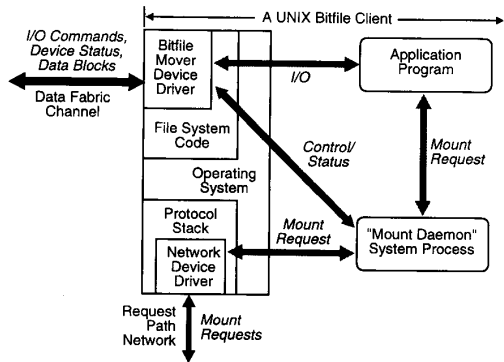 A UNIX Bitfile Client
I/O Commands,
Device Status,
Data Blocks
Data Fabric
Channel
Bitfile
Mover
Device
Driver
I/O
Application
Program
File System
Code
Control/
Status
Mount
Request
Operating
System
Protocol
Stack
Mount
Request
"Mount Daemon"
System Process
Network
Device
Driver
Request
Path
Network
Mount
Requests